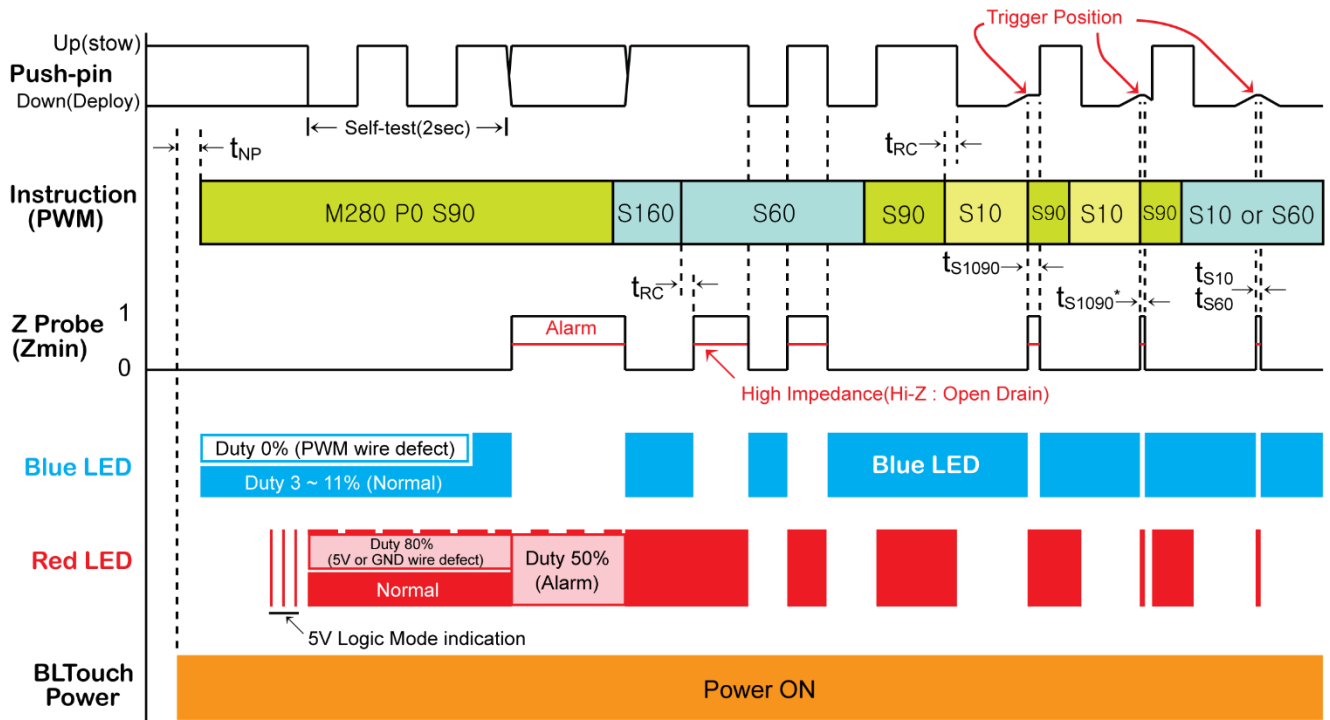 Trigger Position
Up(stow)
Push-pin
Down(Deploy)
Self-test(2sec)
tNP
tRC
Instruction
(PWM)
M280 P0 S90
S160
S60
S90
S10
S90
S10
S90
S10 or S60
tS1090
tRC
tS1090*
tS10
tS60
Z Probe
(Zmin)
1
0
Alarm
High Impedance(Hi-Z : Open Drain)
Blue LED
Duty 0% (PWM wire defect)
Duty 3 ~ 11% (Normal)
Blue LED
Red LED
Duty 80%
(5V or GND wire defect)
Normal
Duty 50%
(Alarm)
5V Logic Mode indication
BLTouch
Power
Power ON